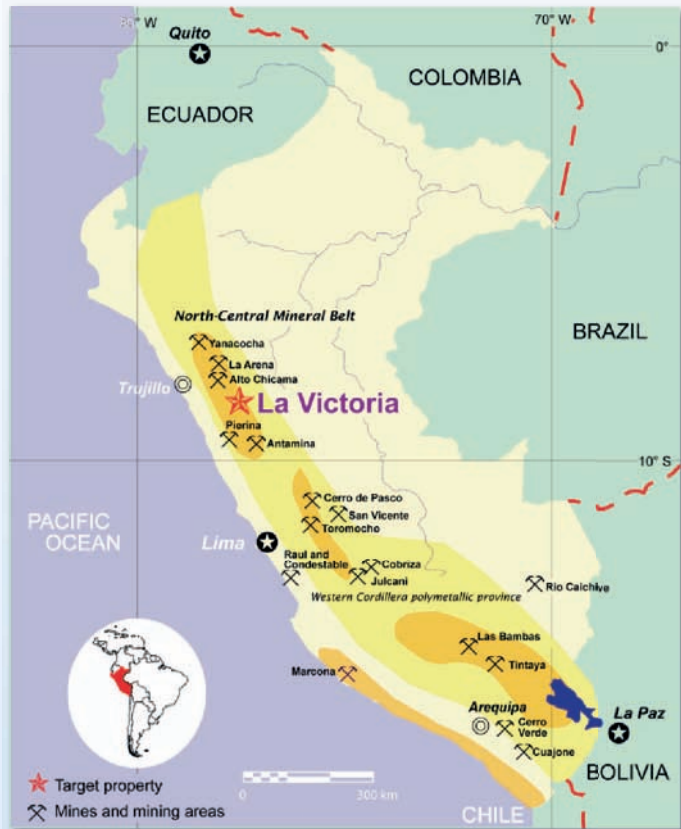 80° W
70° W
Quito
0°
COLOMBIA
ECUADOR
BRAZIL
North-Central Mineral Belt
Yanacocha
La Arena
Alto Chicama
Trujillo
La Victoria
Pierina
Antamina
10° S
Cerro de Pasco
San Vicente
Toromocho
PACIFIC
OCEAN
Lima
Raul and
Condestable
Cobriza
Julcani
Rio Calchive
Western Cordillera polymetallic province
Las Bambas
Tintaya
Marcona
Arequipa
La Paz
Cerro
Verde
Cuajone
BOLIVIA
Target property
Mines and mining areas
0
300 km
CHILE